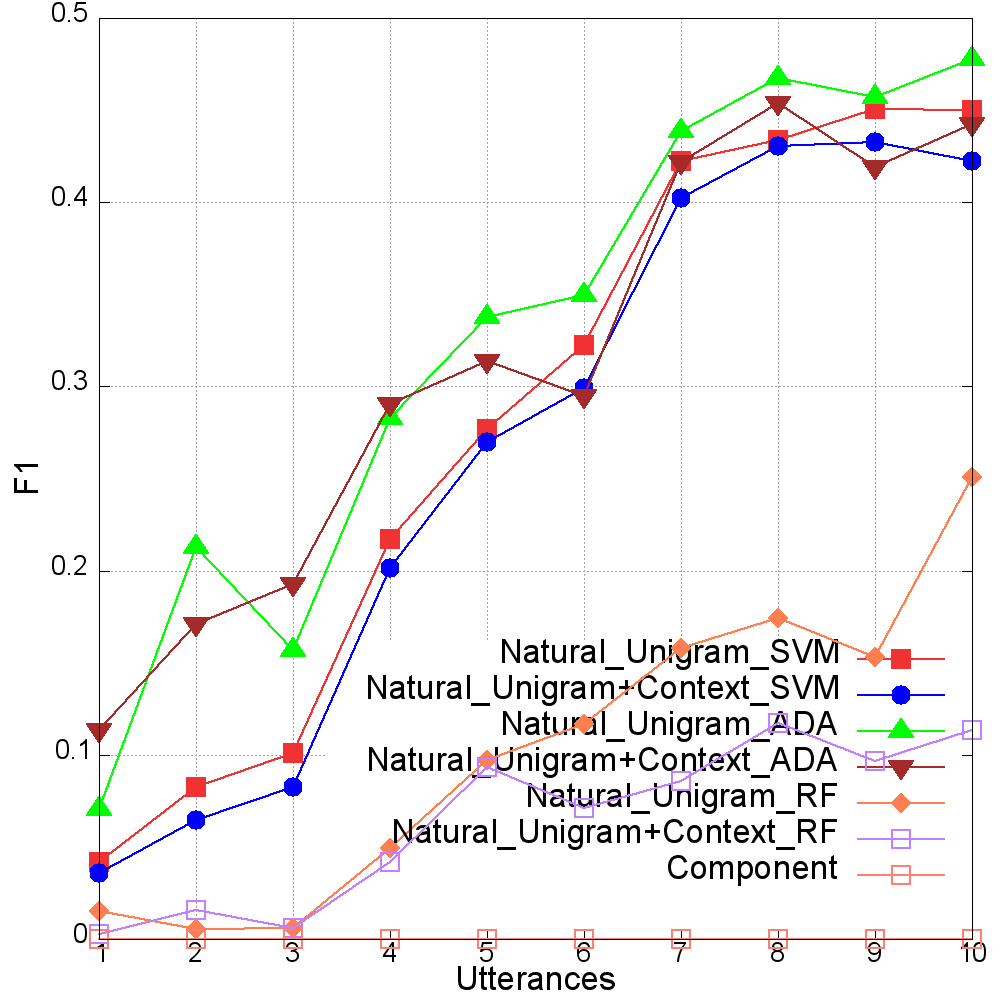 0.5
0.4
0.3
0.2
0.1
0
F1
Natural_Unigram_SVM
Natural_Unigram+Context_SVM
Natural_Unigram_ADA
Natural_Unigram+Context_ADA
Natural_Unigram_RF
Natural_Unigram+Context_RF
Component
1 2 3 4 5 6 7 8 9 10
Utterances